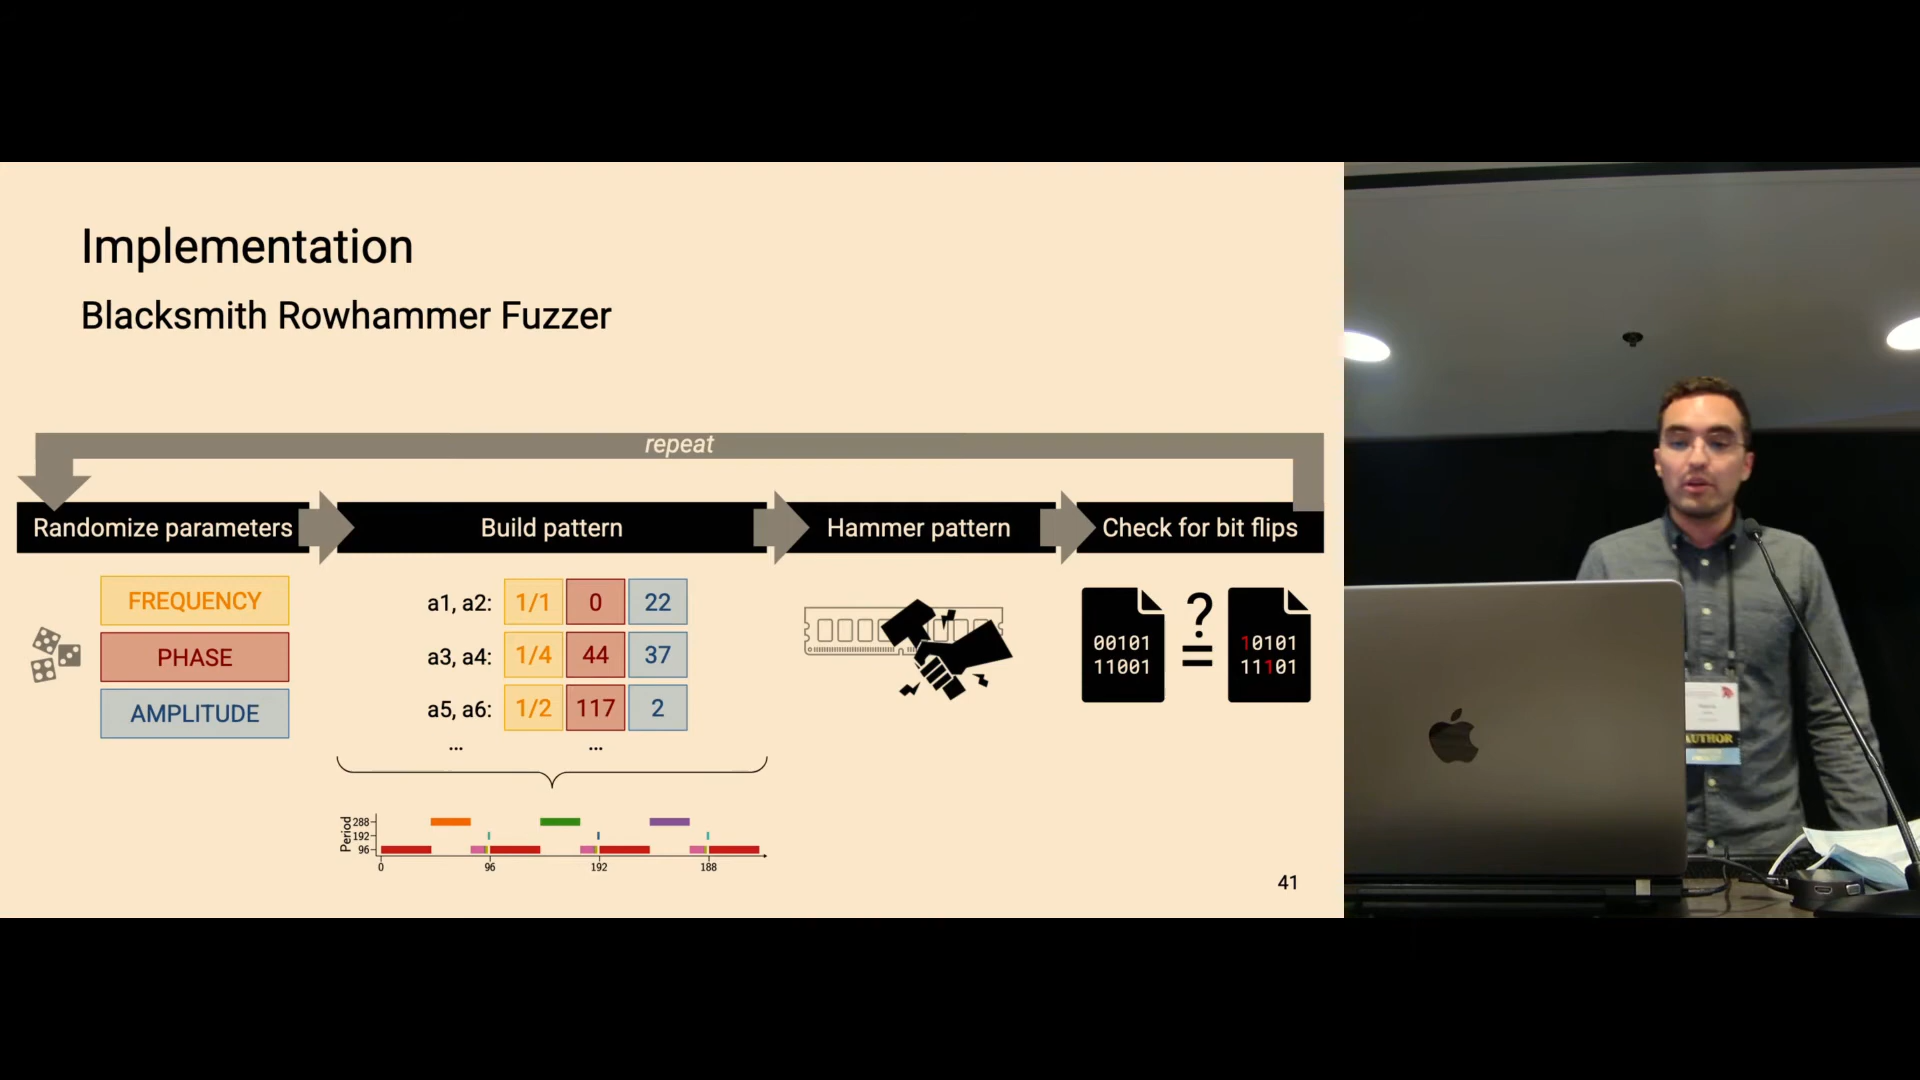 Implementation
Blacksmith Rowhammer Fuzzer
repeat
Randomize parameters
Build pattern
Hammer pattern
Check for bit flips
FREQUENCY
PHASE
AMPLITUDE
a1, a2: 1/1 0 22
a3, a4: 1/4 44 37
a5, a6: 1/2 117 2
... ...
00101
11001
?
=
10101
11101
Period
288
192
96
0 96 192 188
41
AUTHOR